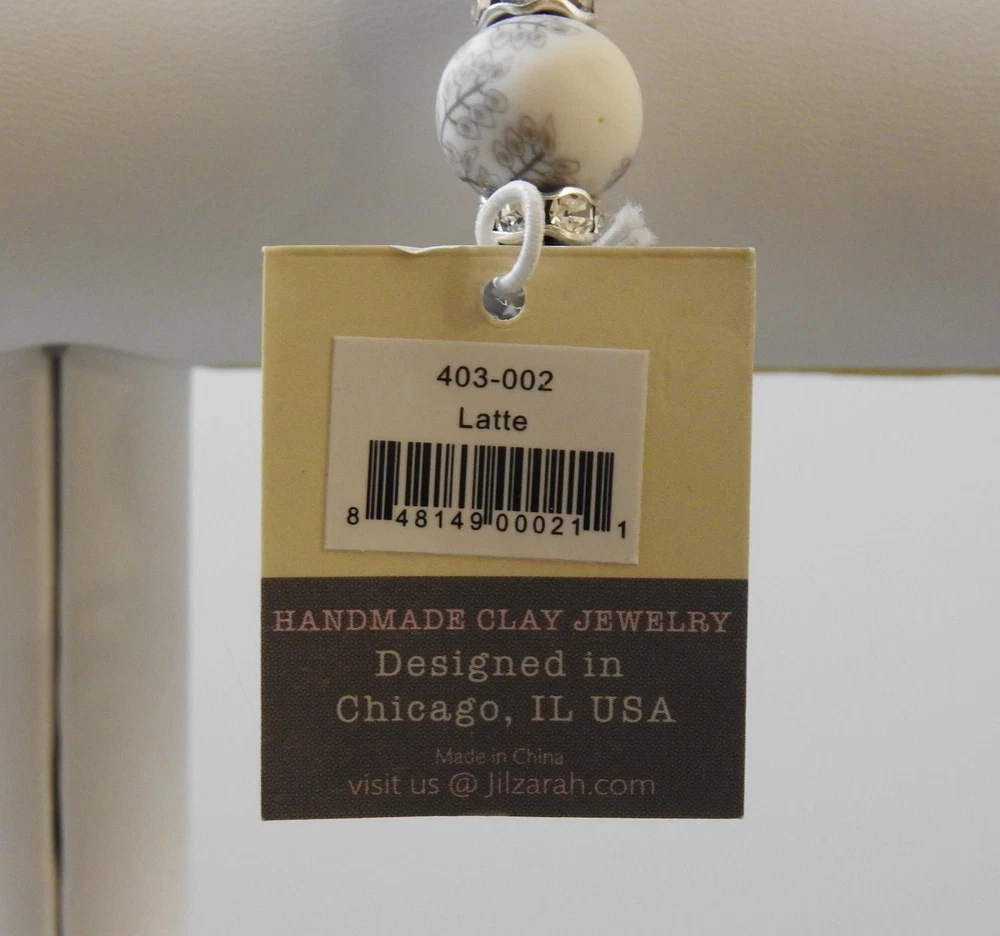 403-002
Latte
8 48149 00021 1
HANDMADE CLAY JEWELRY
Designed in
Chicago, IL USA
Made in China
visit us @ Jilzarah.com